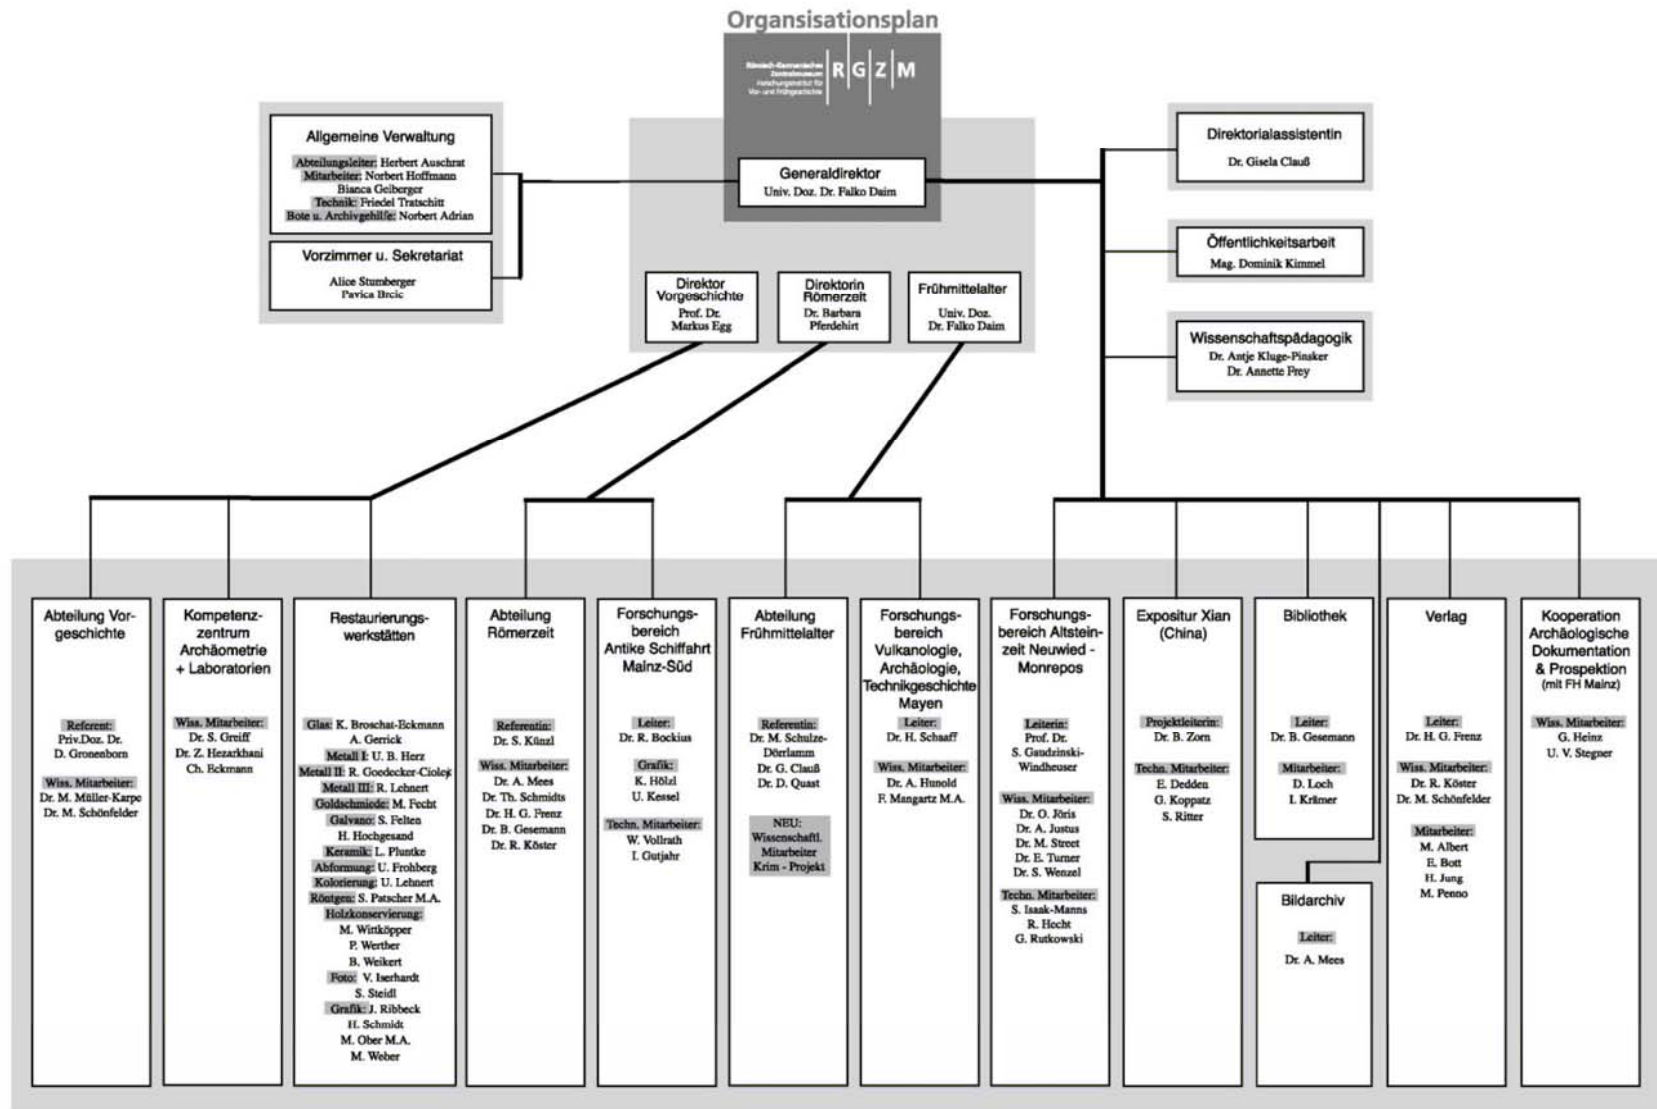 Organsisationsplan
Römisch-Germanisches
Zentralmuseum
Forschungsinstitut für
Vor- und Frühgeschichte
R G Z M
Allgemeine Verwaltung
Abteilungsleiter: Herbert Auschrat
Mitarbeiter: Norbert Hoffmann
Bianca Geiberger
Technik: Friedel Tratschitt
Bote u. Archivgehilfe: Norbert Adrian
Vorzimmer u. Sekretariat
Alice Stumberger
Pavica Brcic
Generaldirektor
Univ. Doz. Dr. Falko Daim
Direktor
Vorgeschichte
Prof. Dr.
Markus Egg
Direktorin
Römerzeit
Dr. Barbara
Pferdehirt
Frühmittelalter
Univ. Doz.
Dr. Falko Daim
Direktorialassistentin
Dr. Gisela Clauß
Öffentlichkeitsarbeit
Mag. Dominik Kimmel
Wissenschaftspädagogik
Dr. Antje Kluge-Pinsker
Dr. Annette Frey
Abteilung Vor-
geschichte
Referent:
Priv.Doz. Dr.
D. Gronenborn
Wiss. Mitarbeiter:
Dr. M. Müller-Karpe
Dr. M. Schönfelder
Kompetenz-
zentrum
Archäometrie
+ Laboratorien
Wiss. Mitarbeiter:
Dr. S. Greiff
Dr. Z. Hezarkhani
Ch. Eckmann
Restaurierungs-
werkstätten
Glas: K. Broschat-Eckmann
A. Gerrick
Metall I: U. B. Herz
Metall II: R. Goedecker-Ciolek
Metall III: R. Lehnert
Goldschmiede: M. Fecht
Galvano: S. Felten
H. Hochgesand
Keramik: L. Pluntke
Abformung: U. Frohberg
Kolorierung: U. Lehnert
Röntgen: S. Patscher M.A.
Holzkonservierung:
M. Wittköpper
P. Werther
B. Weikert
Foto: V. Iserhardt
S. Steidl
Grafik: J. Ribbeck
H. Schmidt
M. Ober M.A.
M. Weber
Abteilung
Römerzeit
Referentin:
Dr. S. Künzl
Wiss. Mitarbeiter:
Dr. A. Mees
Dr. Th. Schmidts
Dr. H. G. Frenz
Dr. B. Gesemann
Dr. R. Köster
Forschungs-
bereich
Antike Schiffahrt
Mainz-Süd
Leiter:
Dr. R. Bockius
Grafik:
K. Hölzl
U. Kessel
Techn. Mitarbeiter:
W. Vollrath
I. Gutjahr
Abteilung
Frühmittelalter
Referentin:
Dr. M. Schulze-
Dörrlamm
Dr. G. Clauß
Dr. D. Quast
NEU:
Wissenschaftl.
Mitarbeiter
Krim - Projekt
Forschungs-
bereich
Vulkanologie,
Archäologie,
Technikgeschichte
Mayen
Leiter:
Dr. H. Schaaff
Wiss. Mitarbeiter:
Dr. A. Hunold
F. Mangartz M.A.
Forschungs-
bereich Altstein-
zeit Neuwied -
Monrepos
Leiterin:
Prof. Dr.
S. Gaudzinski-
Windheuser
Wiss. Mitarbeiter:
Dr. O. Jöris
Dr. A. Justus
Dr. M. Street
Dr. E. Turner
Dr. S. Wenzel
Techn. Mitarbeiter:
S. Isaak-Manns
R. Hecht
G. Rutkowski
Expositur Xian
(China)
Projektleiterin:
Dr. B. Zorn
Techn. Mitarbeiter:
E. Dedden
G. Koppatz
S. Ritter
Bibliothek
Leiter:
Dr. B. Gesemann
Mitarbeiter:
D. Loch
I. Krämer
Bildarchiv
Leiter:
Dr. A. Mees
Verlag
Leiter:
Dr. H. G. Frenz
Wiss. Mitarbeiter:
Dr. R. Köster
Dr. M. Schönfelder
Mitarbeiter:
M. Albert
E. Bott
H. Jung
M. Penno
Kooperation
Archäologische
Dokumentation
& Prospektion
(mit FH Mainz)
Wiss. Mitarbeiter:
G. Heinz
U. V. Stegner